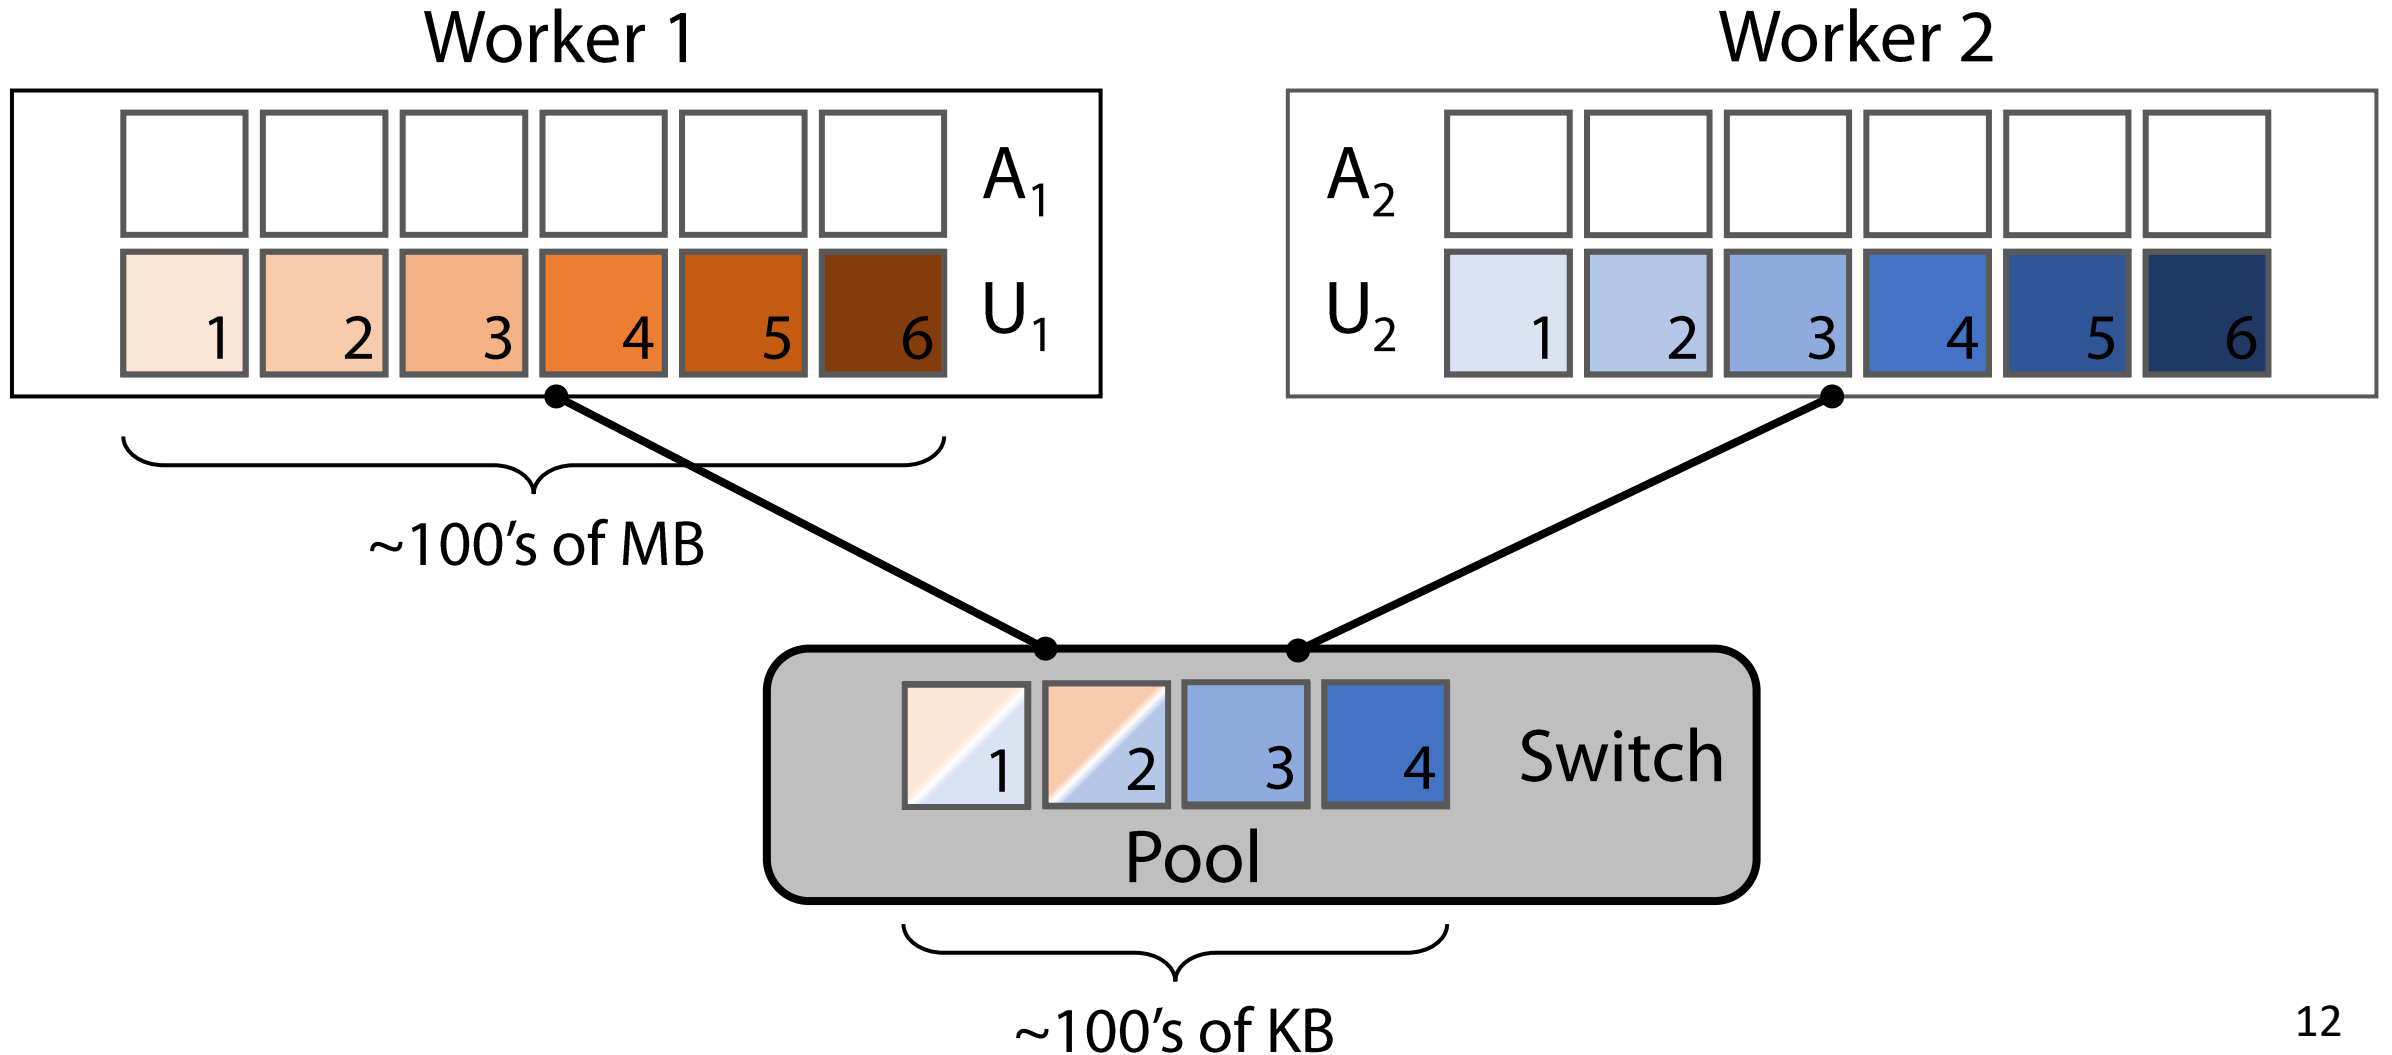 Worker 1
Worker 2
A1
A2
1 2 3 4 5 6 U1
U2 1 2 3 4 5 6
~100’s of MB
1 2 3 4 Switch
Pool
~100’s of KB
12